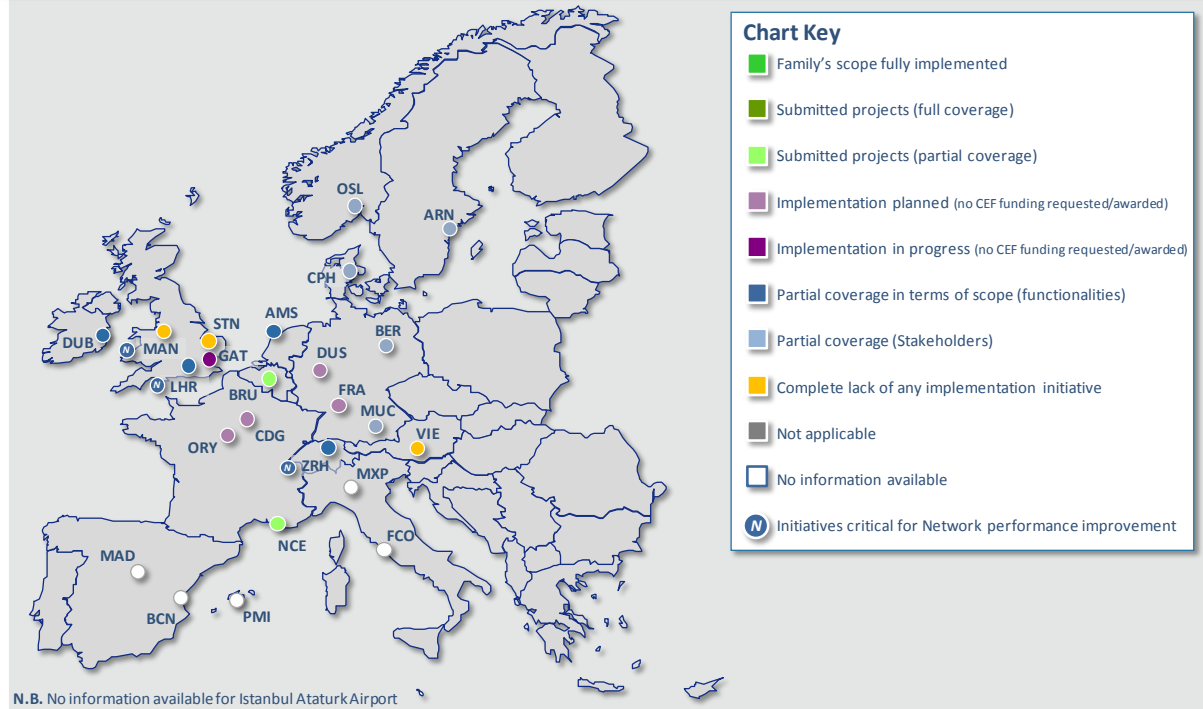 Chart Key
Family's scope fully implemented
Submitted projects (full coverage)
Submitted projects (partial coverage)
Implementation planned (no CEF funding requested/awarded)
Implementation in progress (no CEF funding requested/awarded)
Partial coverage in terms of scope (functionalities)
Partial coverage (Stakeholders)
Complete lack of any implementation initiative
Not applicable
No information available
N Initiatives critical for Network performance improvement
OSL
ARN
CPH
AMS
STN
BER
DUB
N
MAN
GAT
DUS
N
LHR
BRU
FRA
MUC
ORY
CDG
VIE
N
ZRH
MXP
NCE
FCO
MAD
BCN
PMI
N.B. No information available for Istanbul Ataturk Airport